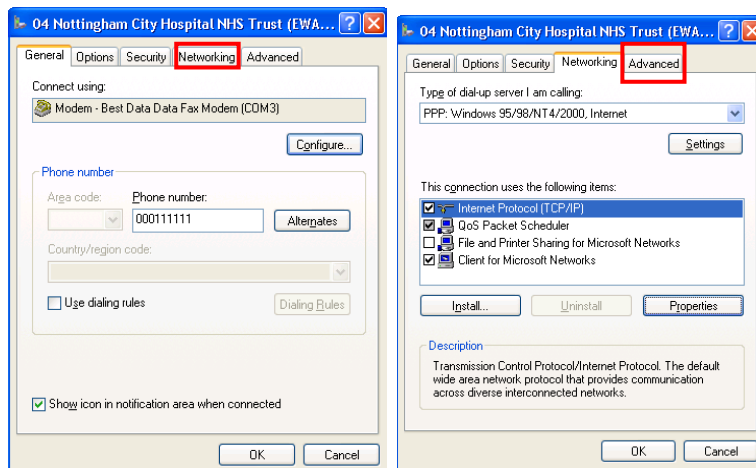 04 Nottingham City Hospital NHS Trust (EWA...
General Options Security Networking Advanced
Connect using:
Modem - Best Data Data Fax Modem (COM3)
Configure...
Phone number
Area code: Phone number:
000111111 Alternates
Country/region code:
Use dialing rules Dialing Rules
Show icon in notification area when connected
OK Cancel
04 Nottingham City Hospital NHS Trust (EWA...
General Options Security Networking Advanced
Type of dial-up server I am calling:
PPP: Windows 95/98/NT4/2000, Internet
Settings
This connection uses the following items:
Internet Protocol (TCP/IP)
QoS Packet Scheduler
File and Printer Sharing for Microsoft Networks
Client for Microsoft Networks
Install... Uninstall Properties
Description
Transmission Control Protocol/Internet Protocol. The default
wide area network protocol that provides communication
across diverse interconnected networks.
OK Cancel